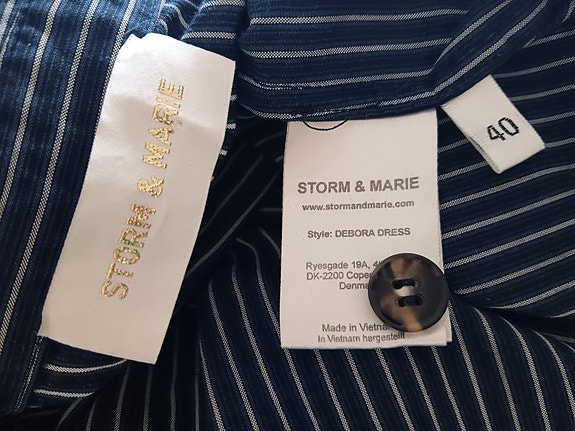 STORM & MARIE
STORM & MARIE
www.stormandmarie.com
Style: DEBORA DRESS
Ryesgade 19A,
DK-2200
Made in
In Vietnam hergestellt
40